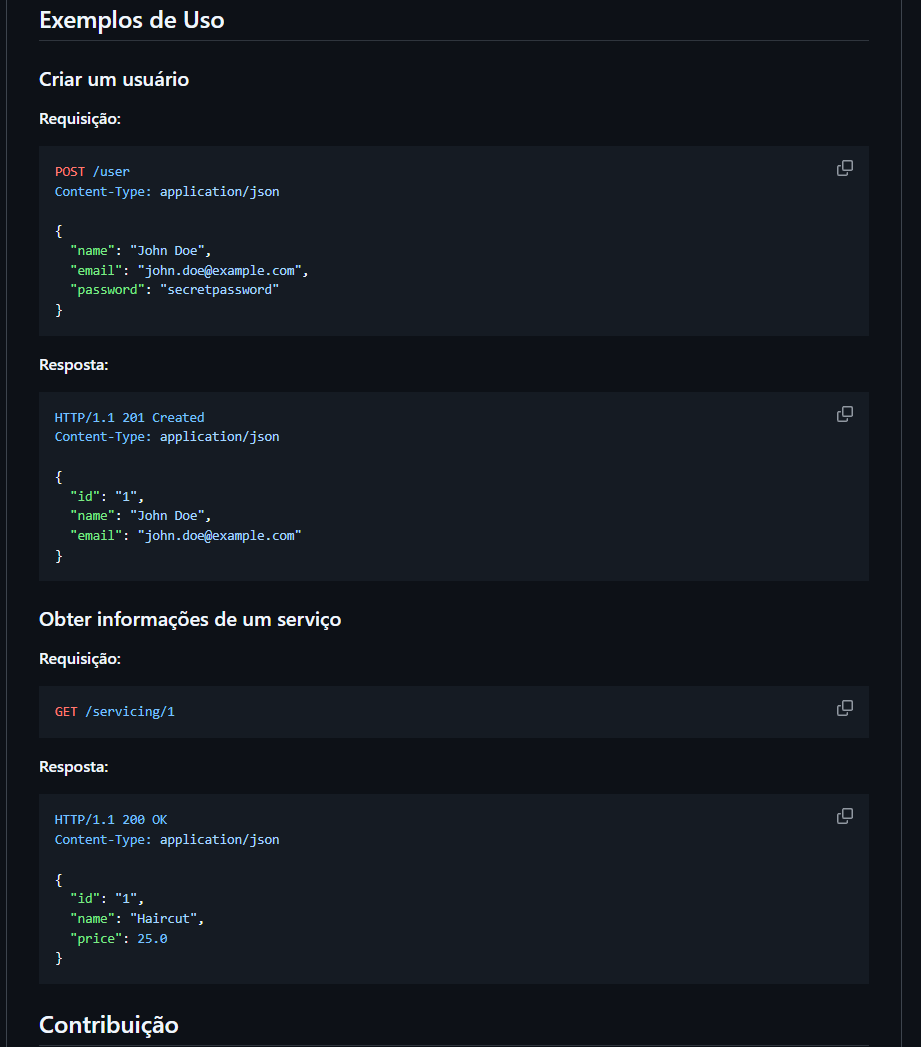 Exemplos de Uso
Criar um usuário
Requisição:
POST /user
Content-Type: application/json
{
  "name": "John Doe",
  "email": "john.doe@example.com",
  "password": "secretpassword"
}
Resposta:
HTTP/1.1 201 Created
Content-Type: application/json
{
  "id": "1",
  "name": "John Doe",
  "email": "john.doe@example.com"
}
Obter informações de um serviço
Requisição:
GET /servicing/1
Resposta:
HTTP/1.1 200 OK
Content-Type: application/json
{
  "id": "1",
  "name": "Haircut",
  "price": 25.0
}
Contribuição